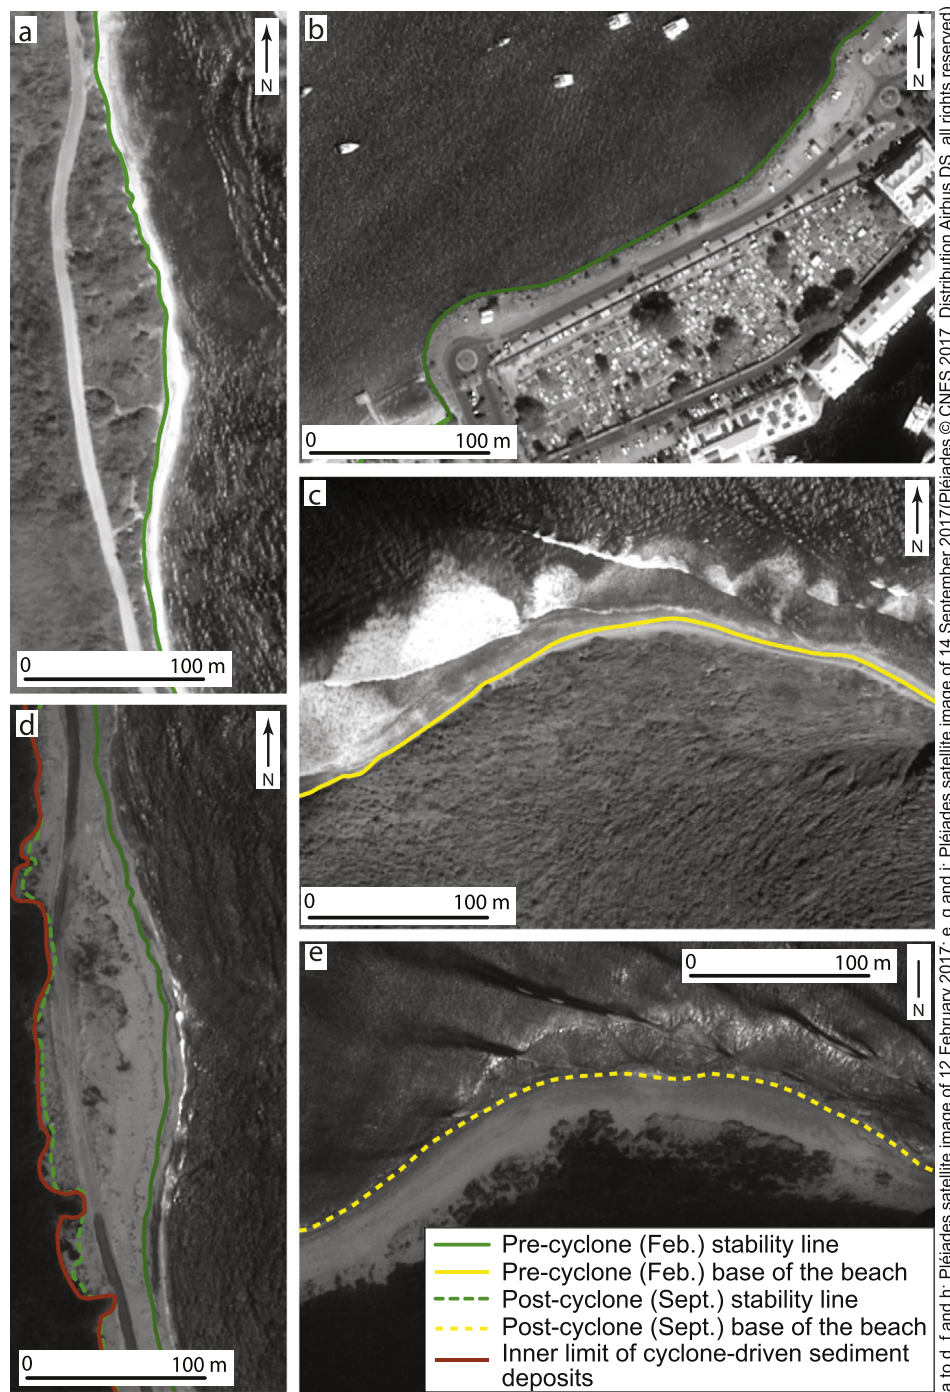 a
N
0 100 m
b
N
0 100 m
c
N
0 100 m
d
N
0 100 m
e
0 100 m
N
Pre-cyclone (Feb.) stability line
Pre-cyclone (Feb.) base of the beach
Post-cyclone (Sept.) stability line
Post-cyclone (Sept.) base of the beach
Inner limit of cyclone-driven sediment
deposits
a to d, f and h: Pléiades satellite image of 12 February 2017; e, g and i: Pléiades satellite image of 14 September 2017(Pléiades © CNES 2017, Distribution Airbus DS, all rights reserved)